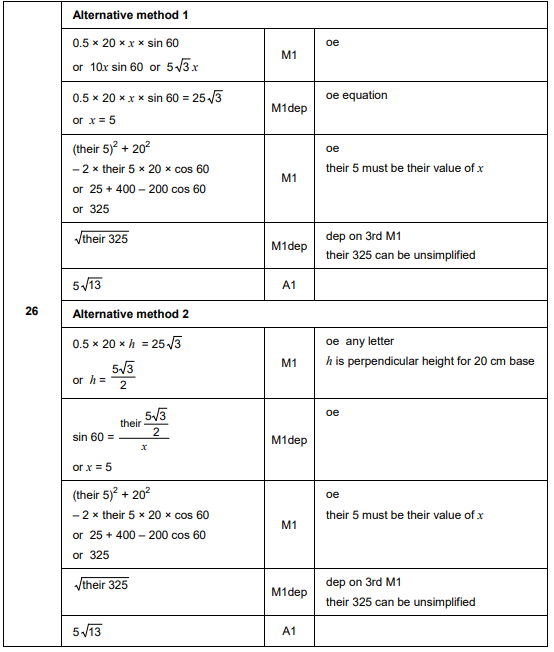 Alternative method 1
0.5 × 20 × x × sin 60
or 10x sin 60 or 5√3 x
M1
oe
0.5 × 20 × x × sin 60 = 25√3
or x = 5
M1dep
oe equation
(their 5)² + 20²
– 2 × their 5 × 20 × cos 60
or 25 + 400 – 200 cos 60
or 325
M1
oe
their 5 must be their value of x
√their 325
M1dep
dep on 3rd M1
their 325 can be unsimplified
5√13
A1
26
Alternative method 2
0.5 × 20 × h = 25√3
or h = 5√3/2
M1
oe any letter
h is perpendicular height for 20 cm base
sin 60 = their 5√3/2 / x
or x = 5
M1dep
oe
(their 5)² + 20²
– 2 × their 5 × 20 × cos 60
or 25 + 400 – 200 cos 60
or 325
M1
oe
their 5 must be their value of x
√their 325
M1dep
dep on 3rd M1
their 325 can be unsimplified
5√13
A1